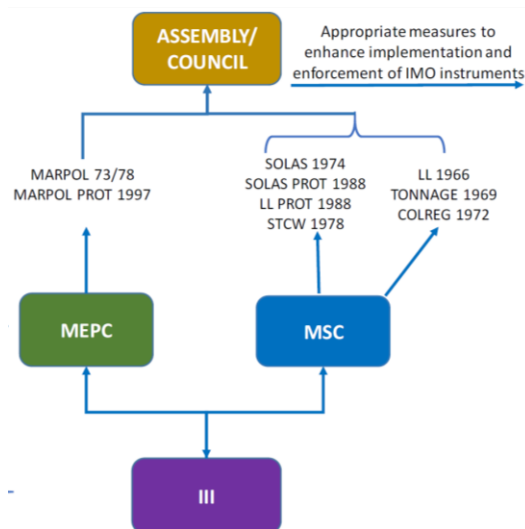 ASSEMBLY/
COUNCIL
Appropriate measures to
enhance implementation and
enforcement of IMO instruments
MARPOL 73/78
MARPOL PROT 1997
SOLAS 1974
SOLAS PROT 1988
LL PROT 1988
STCW 1978
LL 1966
TONNAGE 1969
COLREG 1972
MEPC
MSC
III